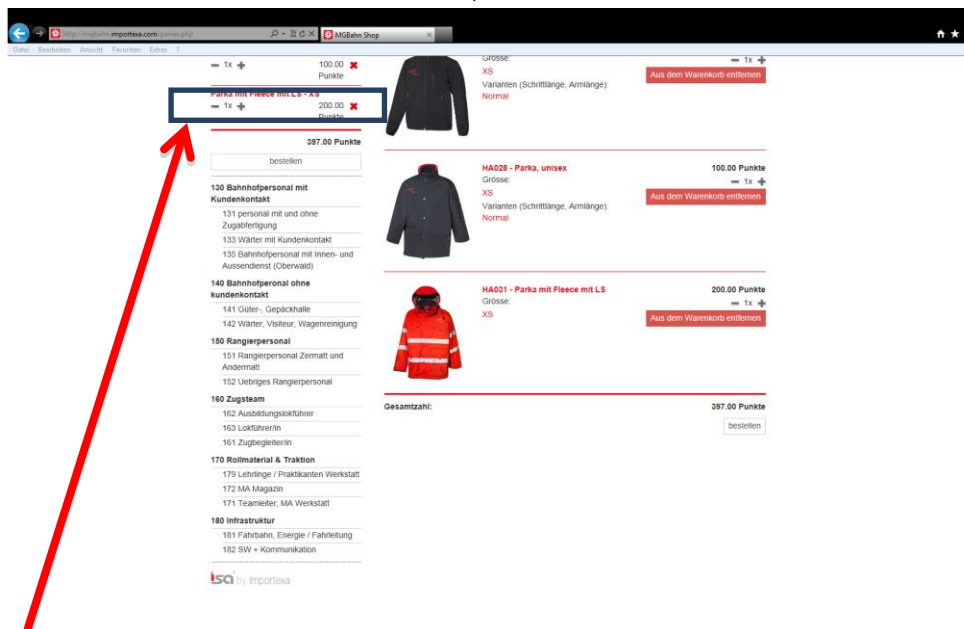 http://mgbahn.importexa.com/panier.php
MGBahn Shop
Datei Bearbeiten Ansicht Favoriten Extras ?
1x 100.00
Punkte
Parka mit Fleece mit LS - XS
1x 200.00
Punkte
397.00 Punkte
bestellen
130 Bahnhofpersonal mit
Kundenkontakt
131 personal mit und ohne
Zugabfertigung
133 Wärter mit Kundenkontakt
135 Bahnhofpersonal mit Innen- und
Aussendienst (Oberwald)
140 Bahnhofperonal ohne
kundenkontakt
141 Güter-, Gepäckhalle
142 Wärter, Visiteur, Wagenreinigung
150 Rangierpersonal
151 Rangierpersonal Zermatt und
Andermatt
152 Uebriges Rangierpersonal
160 Zugsteam
162 Ausbildungslokführer
163 Lokführer/in
161 Zugbegleiter/in
170 Rollmaterial & Traktion
179 Lehrlinge / Praktikanten Werkstatt
172 MA Magazin
171 Teamleiter, MA Werkstatt
180 Infrastruktur
181 Fahrbahn, Energie / Fahrleitung
182 SW + Kommunikation
isa by importexa
Grösse:
1x
XS
Aus dem Warenkorb entfernen
Varianten (Schrittlänge, Armlänge):
Normal
HA028 - Parka, unisex 100.00 Punkte
Grösse: 1x
XS
Aus dem Warenkorb entfernen
Varianten (Schrittlänge, Armlänge):
Normal
HA031 - Parka mit Fleece mit LS 200.00 Punkte
Grösse: 1x
XS
Aus dem Warenkorb entfernen
Gesamtzahl: 397.00 Punkte
bestellen